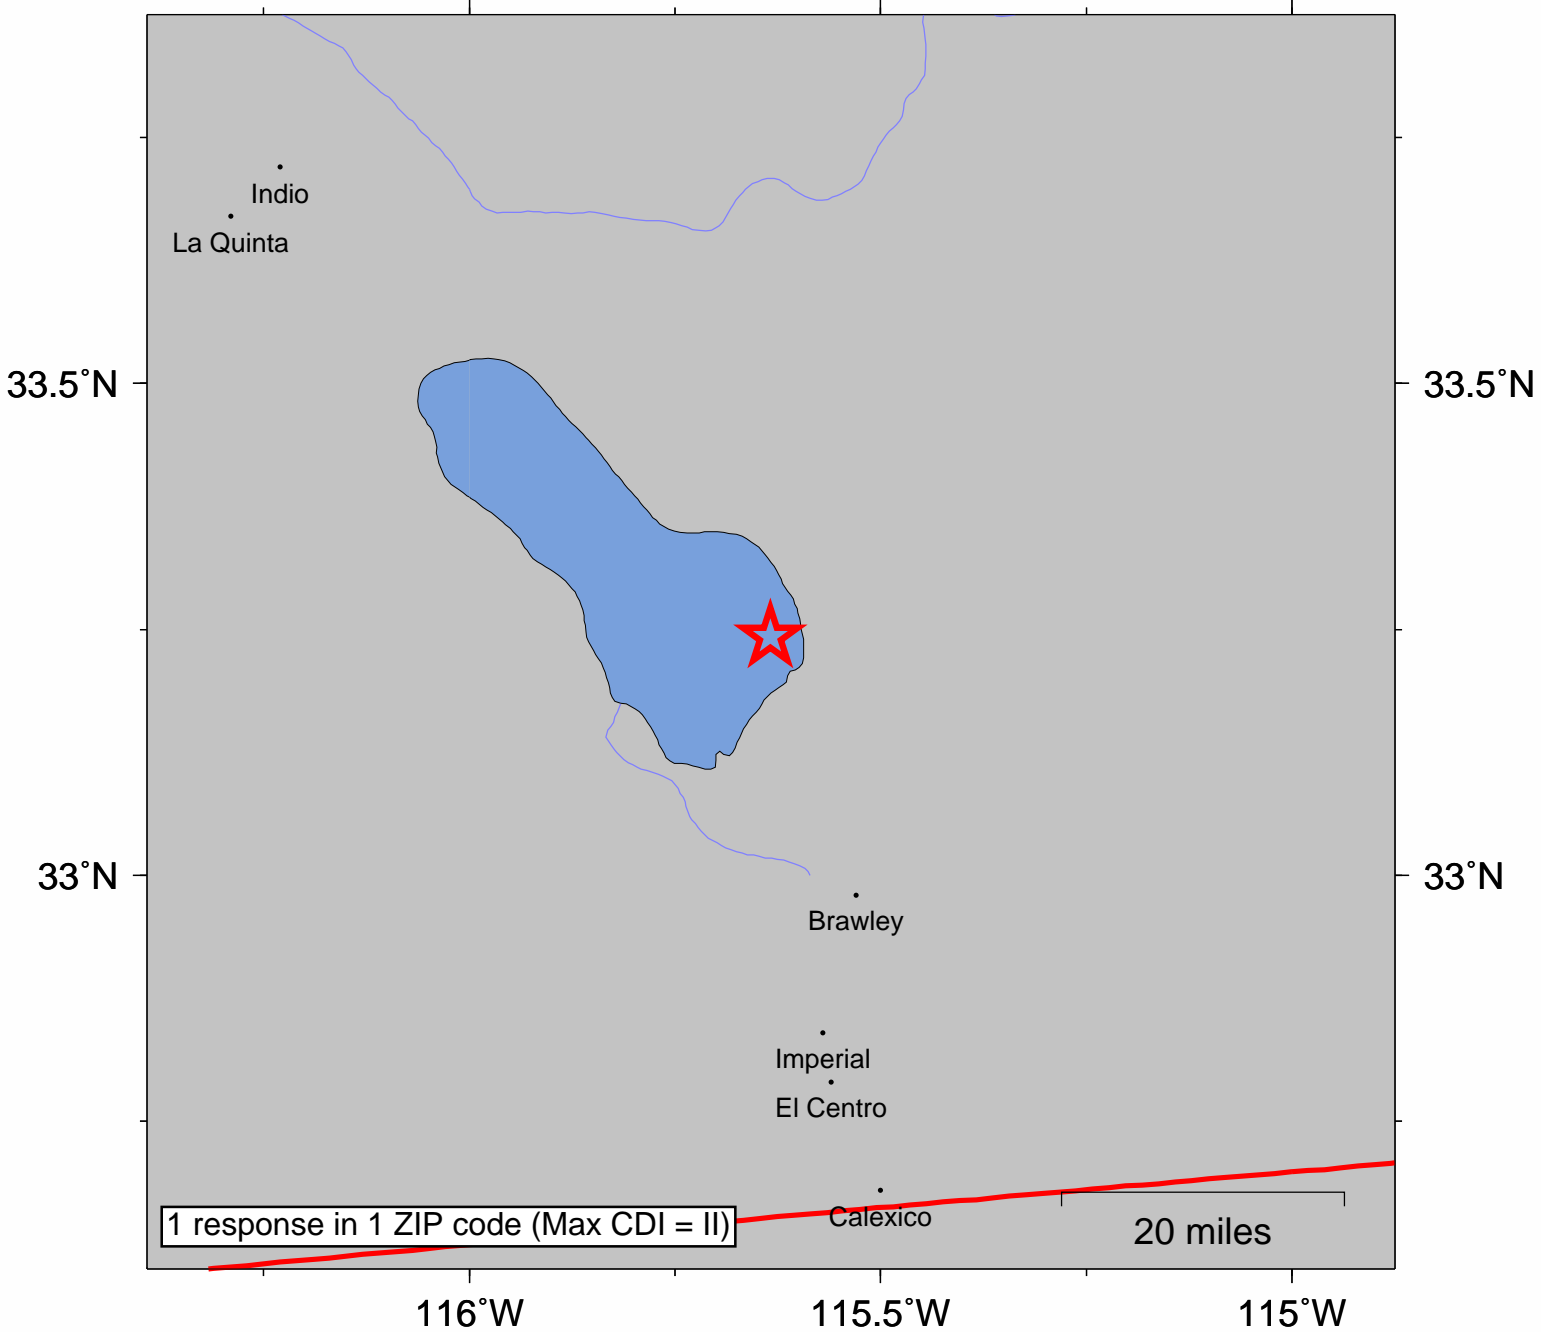 Indio
La Quinta
33.5°N
33.5°N
33°N
33°N
Brawley
Imperial
El Centro
Calexico
1 response in 1 ZIP code (Max CDI = II)
20 miles
116°W
115.5°W
115°W